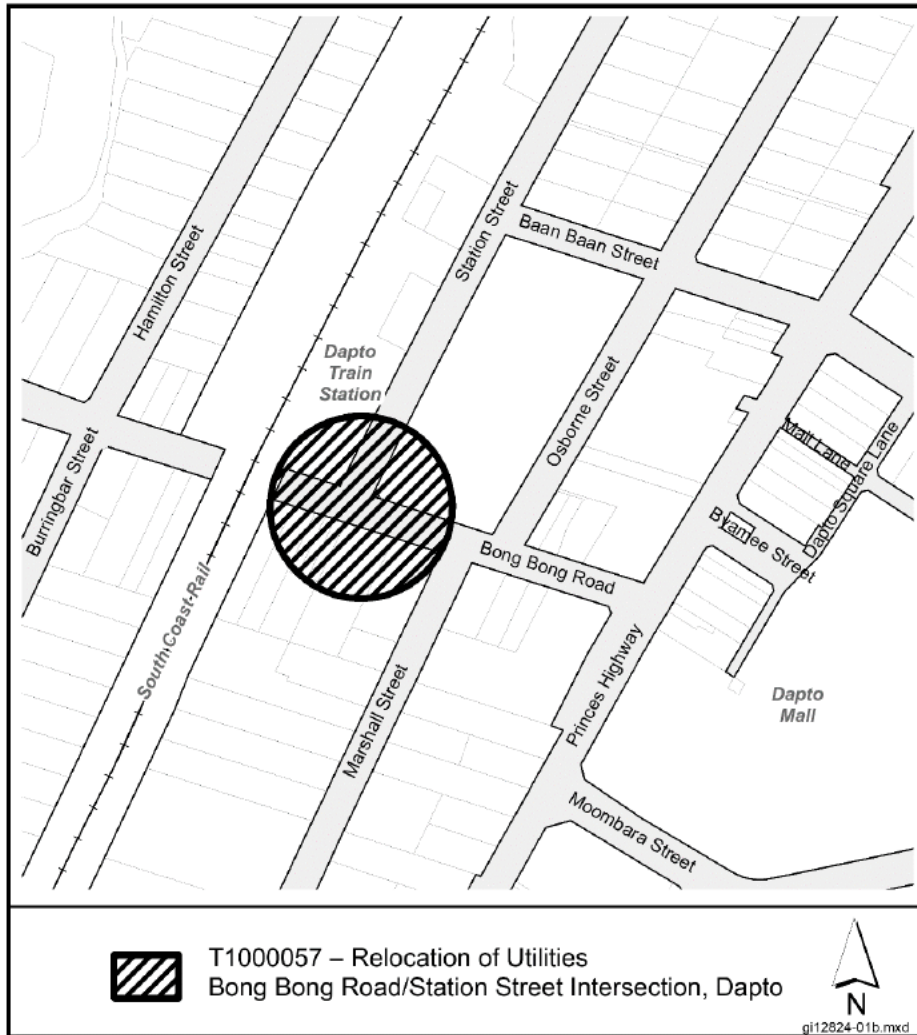 Hamilton Street
Station Street
Baan Baan Street
Dapto
Train
Station
Osborne Street
Mall Lane
Dapto Square Lane
Burringbar Street
Byamee Street
Bong Bong Road
South Coast Rail
Princes Highway
Dapto
Mall
Marshall Street
Moombara Street
T1000057 – Relocation of Utilities
Bong Bong Road/Station Street Intersection, Dapto
N
gi12824-01b.mxd